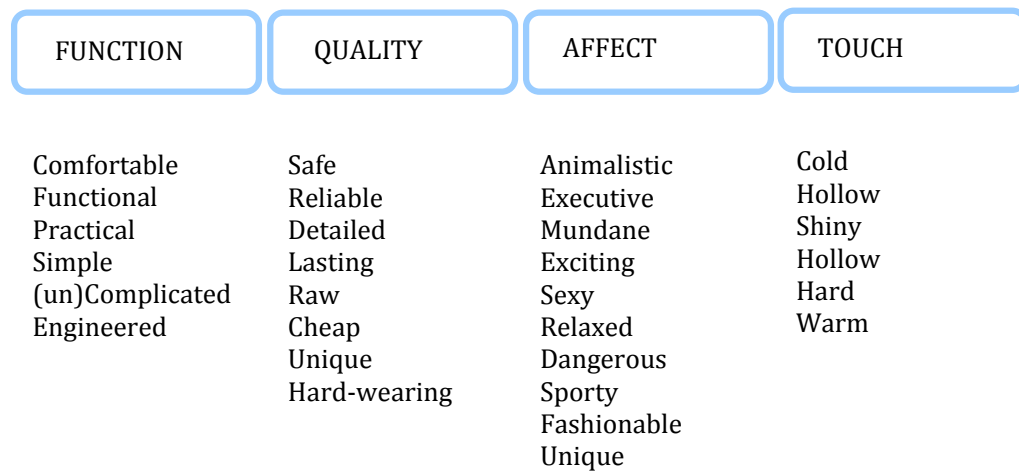 FUNCTION
Comfortable
Functional
Practical
Simple
(un)Complicated
Engineered
QUALITY
Safe
Reliable
Detailed
Lasting
Raw
Cheap
Unique
Hard-wearing
AFFECT
Animalistic
Executive
Mundane
Exciting
Sexy
Relaxed
Dangerous
Sporty
Fashionable
Unique
TOUCH
Cold
Hollow
Shiny
Hollow
Hard
Warm